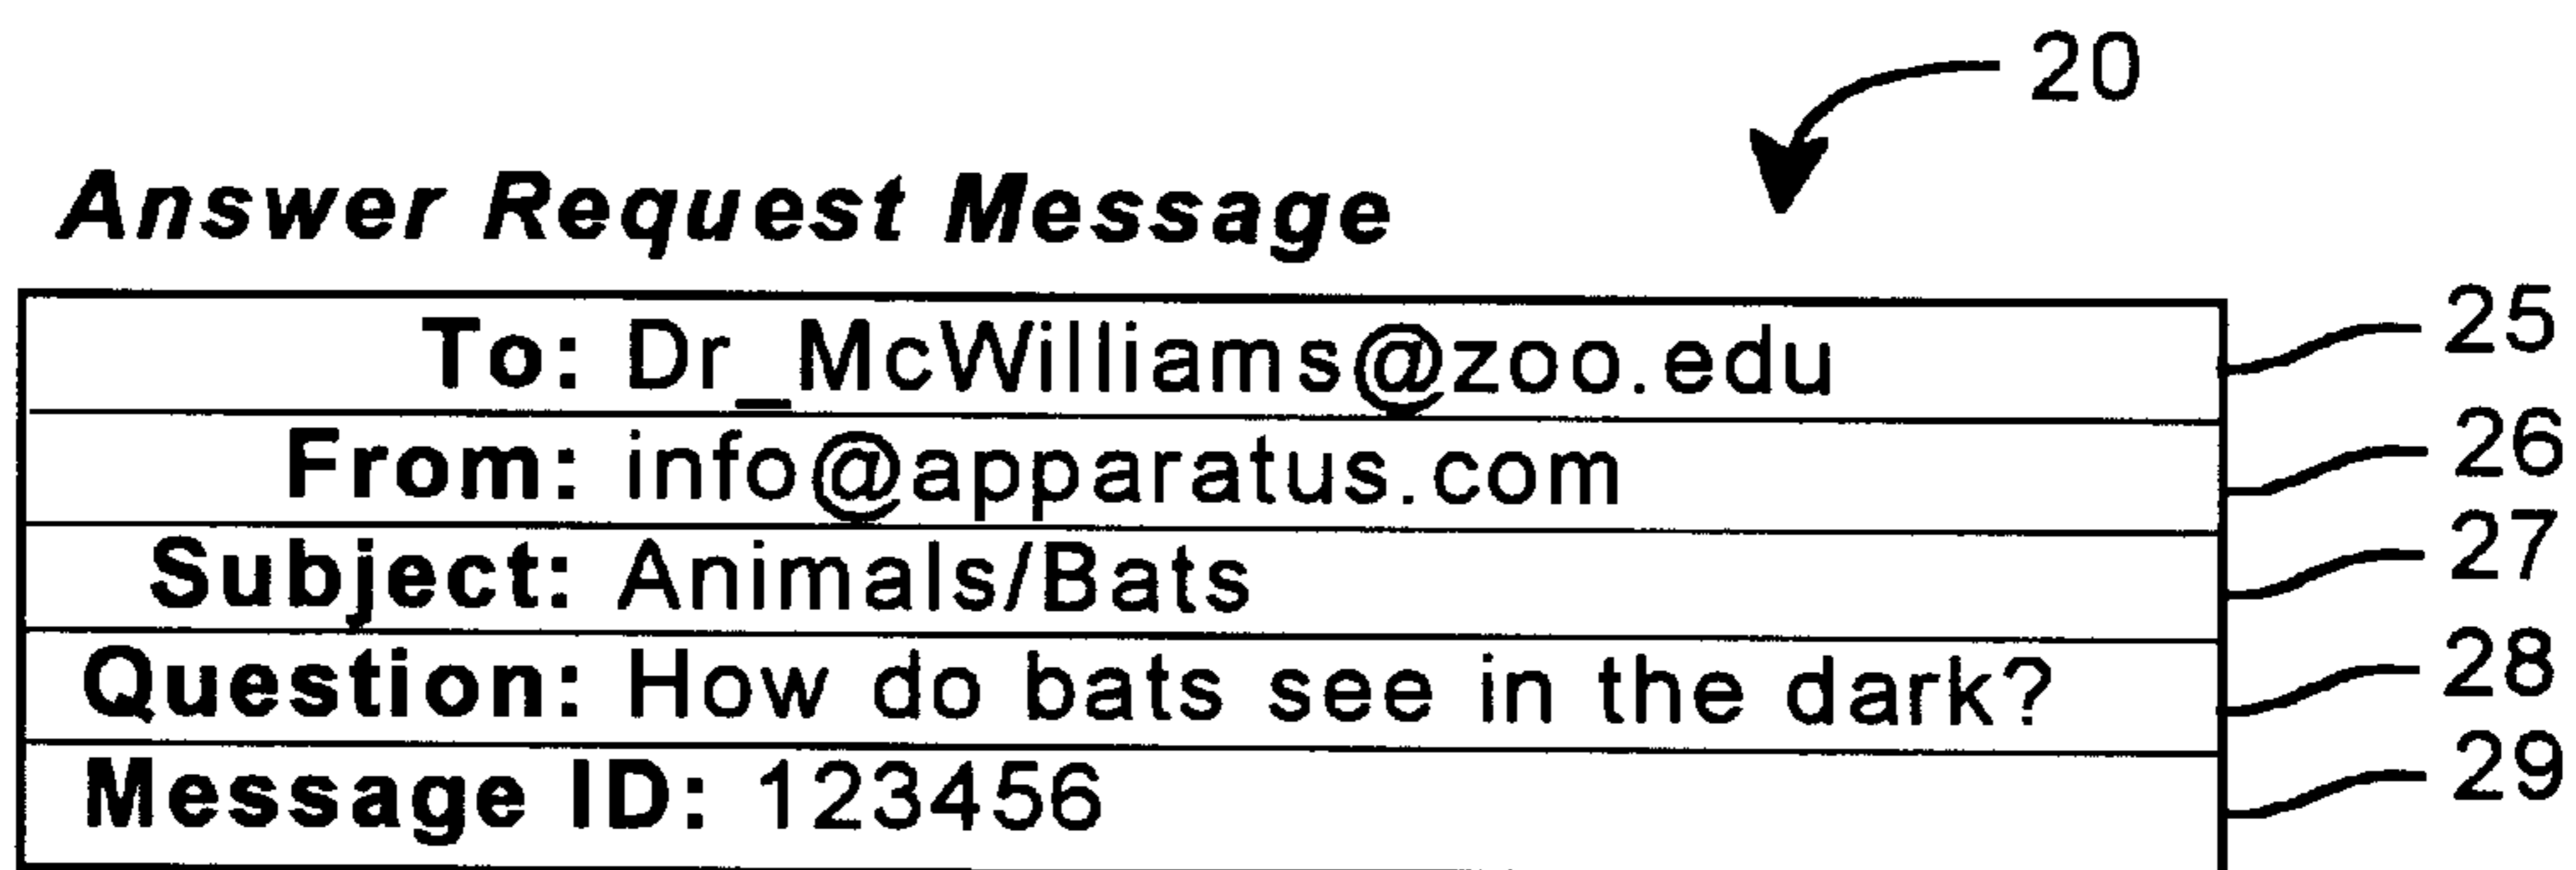 20
Answer Request Message
To: Dr_McWilliams@zoo.edu 25
From: info@apparatus.com 26
Subject: Animals/Bats 27
Question: How do bats see in the dark? 28
Message ID: 123456 29